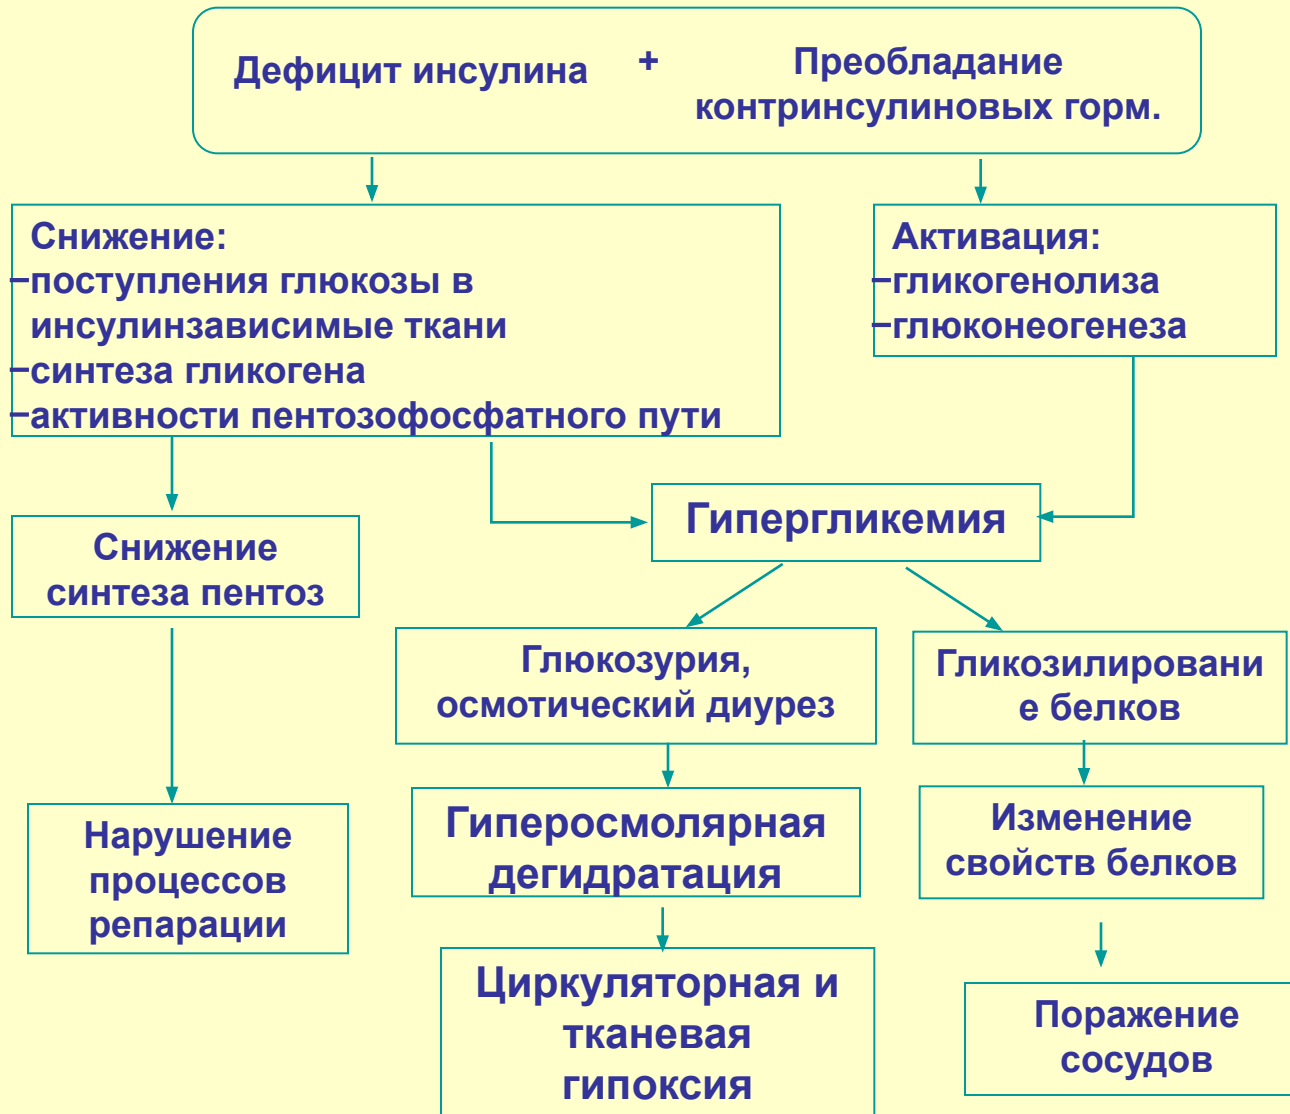 Дефицит инсулина + Преобладание
контринсулиновых горм.
Снижение:
–поступления глюкозы в
инсулинзависимые ткани
–синтеза гликогена
–активности пентозофосфатного пути
Активация:
–гликогенолиза
–глюконеогенеза
Гипергликемия
Снижение
синтеза пентоз
Глюкозурия,
осмотический диурез
Гликозилировани
е белков
Нарушение
процессов
репарации
Гиперосмолярная
дегидратация
Изменение
свойств белков
Циркуляторная и
тканевая
гипоксия
Поражение
сосудов